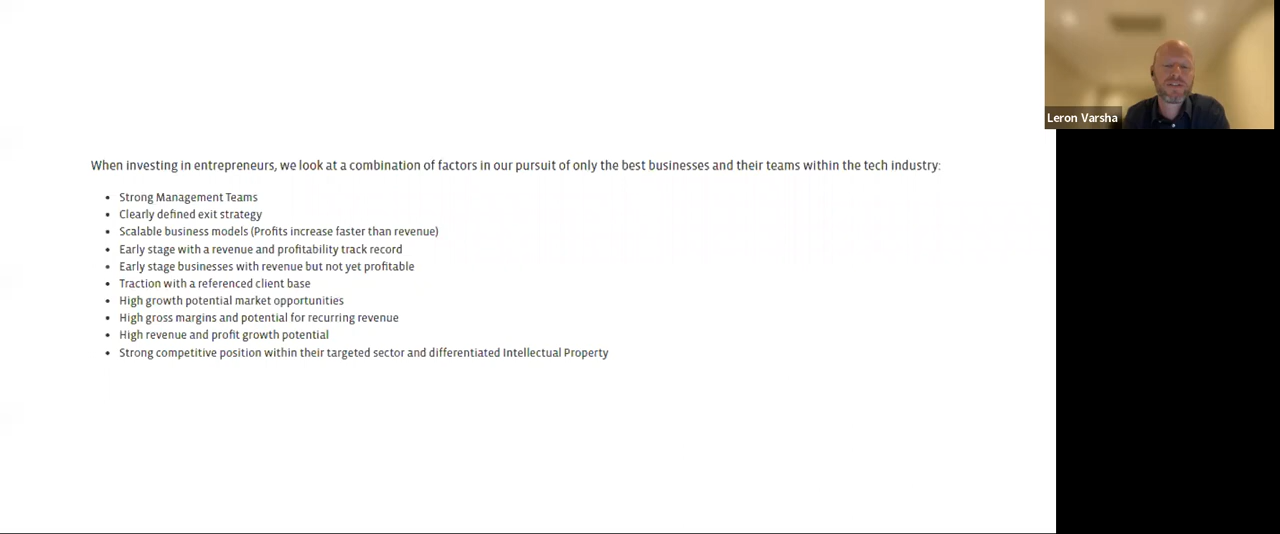 When investing in entrepreneurs, we look at a combination of factors in our pursuit of only the best businesses and their teams within the tech industry:
• Strong Management Teams
• Clearly defined exit strategy
• Scalable business models (Profits increase faster than revenue)
• Early stage with a revenue and profitability track record
• Early stage businesses with revenue but not yet profitable
• Traction with a referenced client base
• High growth potential market opportunities
• High gross margins and potential for recurring revenue
• High revenue and profit growth potential
• Strong competitive position within their targeted sector and differentiated Intellectual Property
Leron Varsha